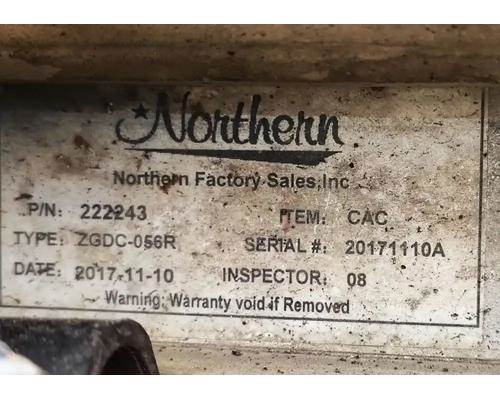 Northern
Northern Factory Sales,Inc
P/N: 222243 ITEM: CAC
TYPE: ZGDC-056R SERIAL #: 20171110A
DATE: 2017-11-10 INSPECTOR: 08
Warning: Warranty void if Removed